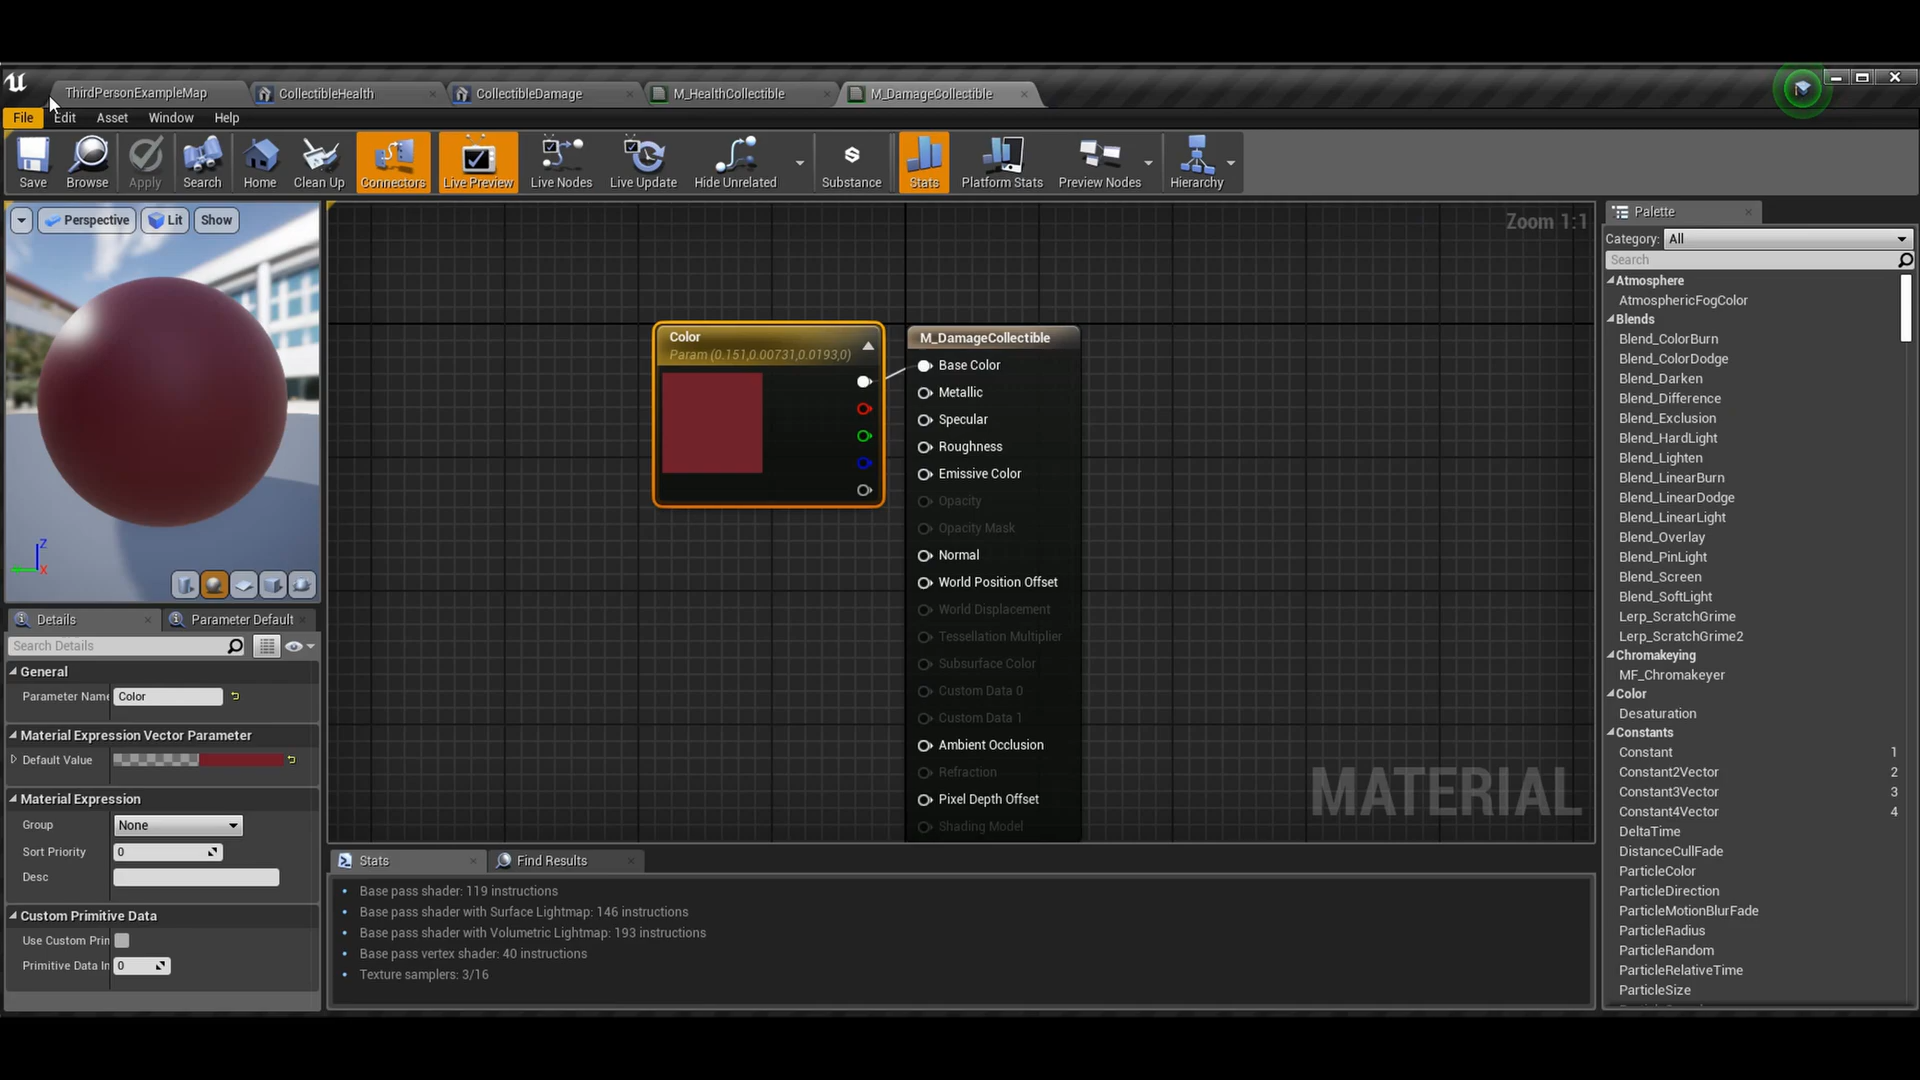 ThirdPersonExampleMap
CollectibleHealth
CollectibleDamage
M_HealthCollectible
M_DamageCollectible
File Edit Asset Window Help
Save Browse Apply Search Home Clean Up Connectors Live Preview Live Nodes Live Update Hide Unrelated Substance Stats Platform Stats Preview Nodes Hierarchy
Perspective Lit Show
Z
X
Details
Parameter Default
Search Details
General
Parameter Name Color
Material Expression Vector Parameter
Default Value
Material Expression
Group None
Sort Priority 0
Desc
Custom Primitive Data
Use Custom Prin
Primitive Data In 0
Zoom 1:1
Color
Param (0.151,0.00731,0.0193,0)
M_DamageCollectible
Base Color
Metallic
Specular
Roughness
Emissive Color
Opacity
Opacity Mask
Normal
World Position Offset
World Displacement
Tessellation Multiplier
Subsurface Color
Custom Data 0
Custom Data 1
Ambient Occlusion
Refraction
Pixel Depth Offset
Shading Model
MATERIAL
Stats
Find Results
Base pass shader: 119 instructions
Base pass shader with Surface Lightmap: 146 instructions
Base pass shader with Volumetric Lightmap: 193 instructions
Base pass vertex shader: 40 instructions
Texture samplers: 3/16
Palette
Category: All
Search
Atmosphere
AtmosphericFogColor
Blends
Blend_ColorBurn
Blend_ColorDodge
Blend_Darken
Blend_Difference
Blend_Exclusion
Blend_HardLight
Blend_Lighten
Blend_LinearBurn
Blend_LinearDodge
Blend_LinearLight
Blend_Overlay
Blend_PinLight
Blend_Screen
Blend_SoftLight
Lerp_ScratchGrime
Lerp_ScratchGrime2
Chromakeying
MF_Chromakeyer
Color
Desaturation
Constants
Constant 1
Constant2Vector 2
Constant3Vector 3
Constant4Vector 4
DeltaTime
DistanceCullFade
ParticleColor
ParticleDirection
ParticleMotionBlurFade
ParticleRadius
ParticleRandom
ParticleRelativeTime
ParticleSize